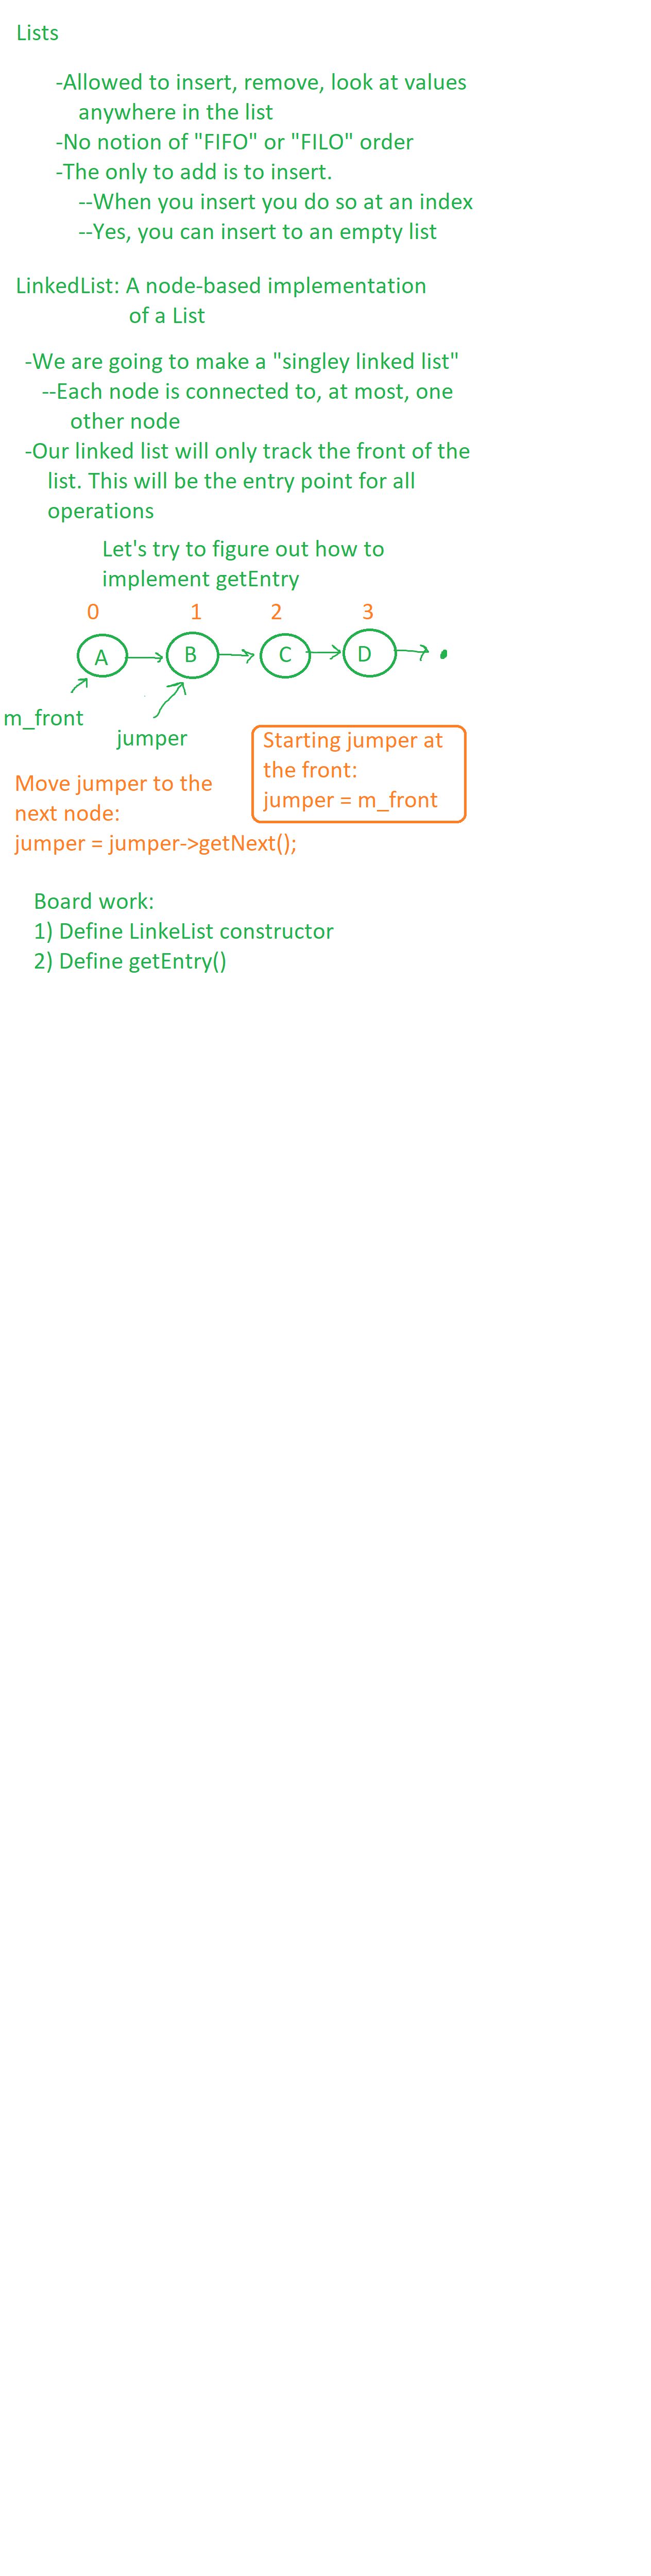 Lists
-Allowed to insert, remove, look at values
anywhere in the list
-No notion of "FIFO" or "FILO" order
-The only to add is to insert.
--When you insert you do so at an index
--Yes, you can insert to an empty list
LinkedList: A node-based implementation
of a List
-We are going to make a "singley linked list"
--Each node is connected to, at most, one
other node
-Our linked list will only track the front of the
list. This will be the entry point for all
operations
Let's try to figure out how to
implement getEntry
0 1 2 3
A B C D
m_front
jumper
Starting jumper at
the front:
jumper = m_front
Move jumper to the
next node:
jumper = jumper->getNext();
Board work:
1) Define LinkeList constructor
2) Define getEntry()